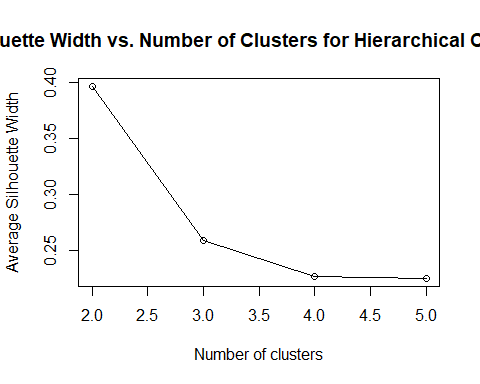 uette Width vs. Number of Clusters for Hierarchical C
Average Silhouette Width
0.40
0.35
0.30
0.25
2.0 2.5 3.0 3.5 4.0 4.5 5.0
Number of clusters